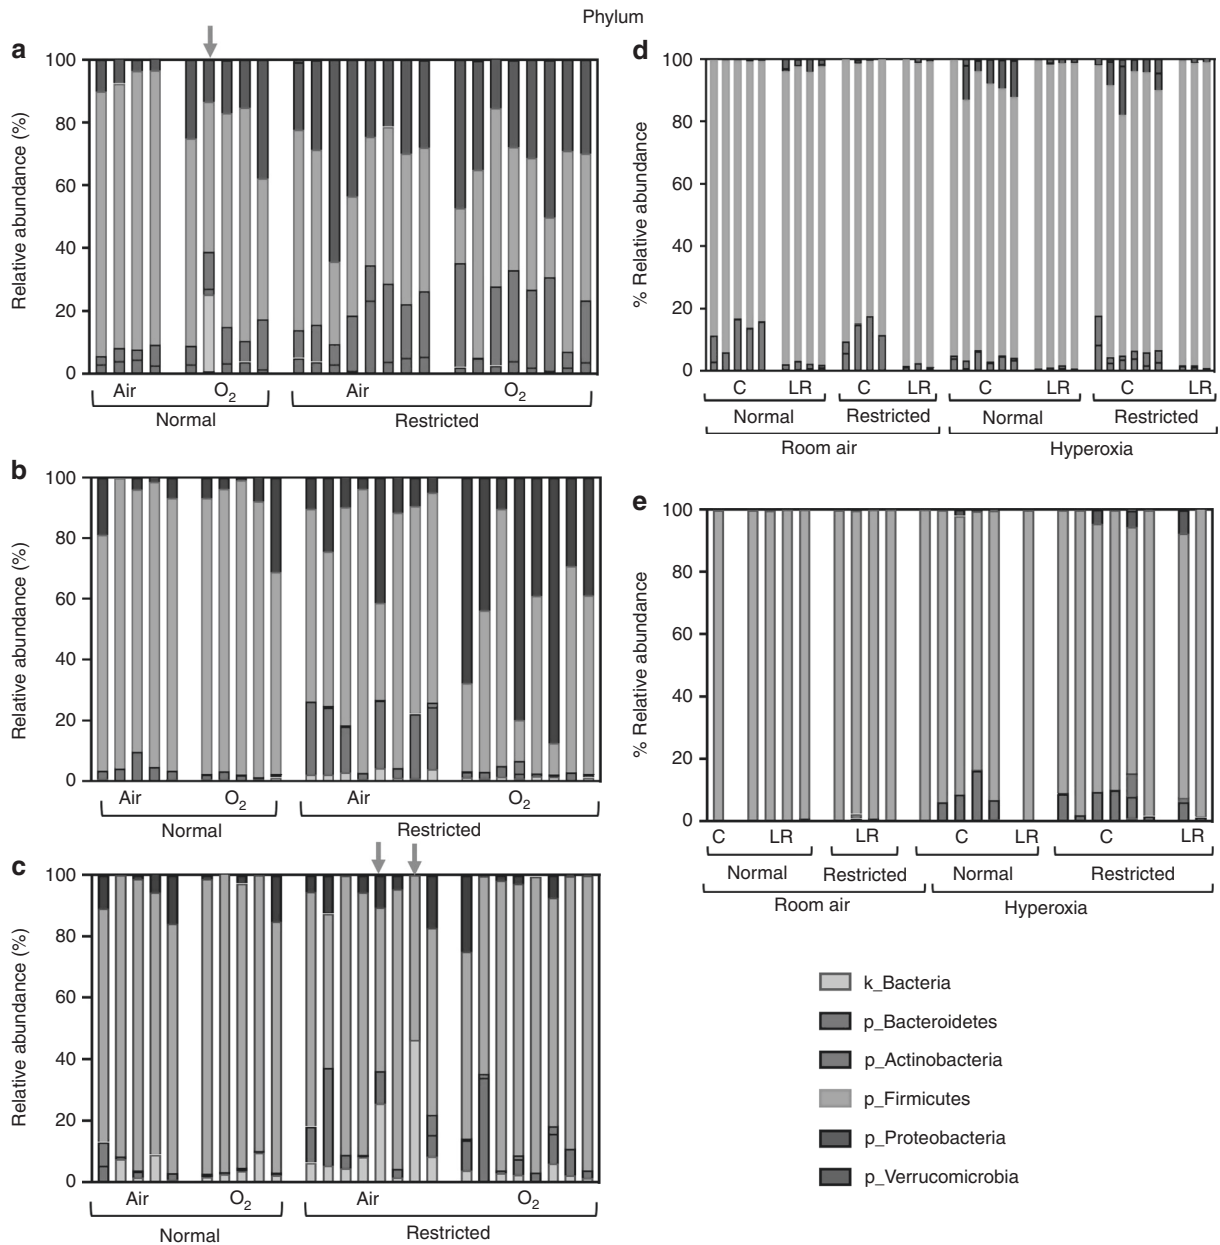 Phylum
a
Relative abundance (%)
100
80
60
40
20
0
Air
O2
Air
O2
Normal
Restricted
b
Relative abundance (%)
100
80
60
40
20
0
Air
O2
Air
O2
Normal
Restricted
c
Relative abundance (%)
100
80
60
40
20
0
Air
O2
Air
O2
Normal
Restricted
d
% Relative abundance
100
80
60
40
20
0
C LR C LR C LR C LR
Normal Restricted Normal Restricted
Room air Hyperoxia
e
% Relative abundance
100
80
60
40
20
0
C LR LR C LR C LR
Normal Restricted Normal Restricted
Room air Hyperoxia
k_Bacteria
p_Bacteroidetes
p_Actinobacteria
p_Firmicutes
p_Proteobacteria
p_Verrucomicrobia